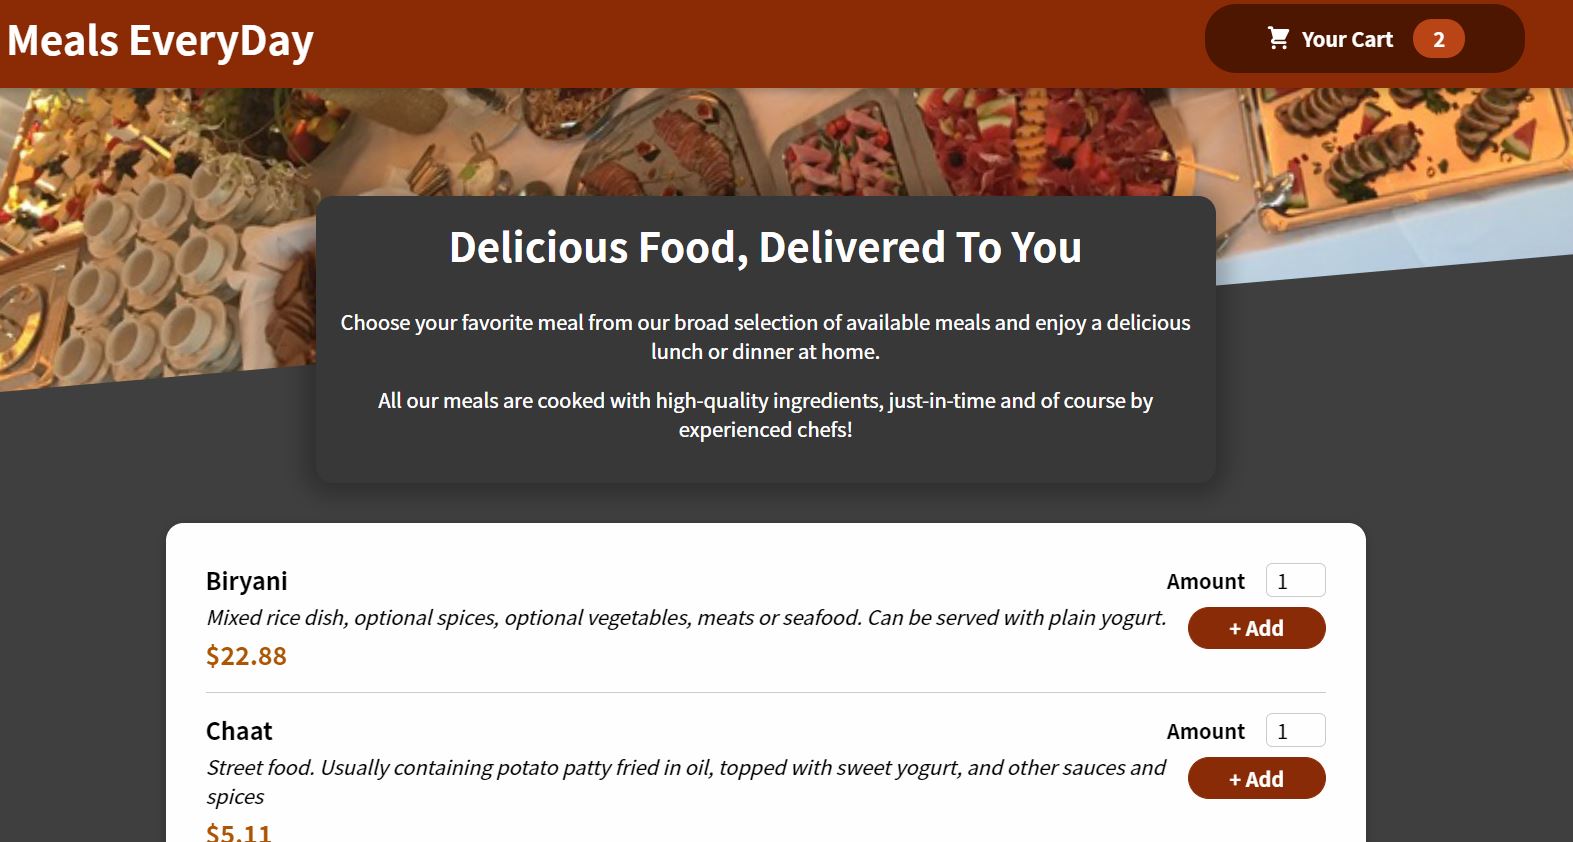 Meals EveryDay
Your Cart 2
Delicious Food, Delivered To You
Choose your favorite meal from our broad selection of available meals and enjoy a delicious
lunch or dinner at home.
All our meals are cooked with high-quality ingredients, just-in-time and of course by
experienced chefs!
Biryani
Amount 1
Mixed rice dish, optional spices, optional vegetables, meats or seafood. Can be served with plain yogurt.
+ Add
$22.88
Chaat
Amount 1
Street food. Usually containing potato patty fried in oil, topped with sweet yogurt, and other sauces and
spices
+ Add
$5.11